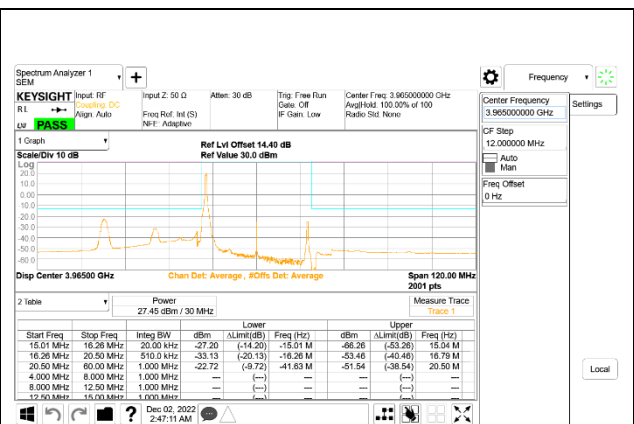 Spectrum Analyzer 1
SEM
Frequency
KEYSIGHT
Input: RF
Coupling: DC
Align: Auto
Input Z: 50 Ω
Freq Ref: Int (S)
NFE: Adaptive
Atten: 30 dB
Trig: Free Run
Gate: Off
IF Gain: Low
Center Freq: 3.965000000 GHz
Avg|Hold: 100.00% of 100
Radio Std: None
PASS
Center Frequency
3.965000000 GHz
Settings
CF Step
12.000000 MHz
Auto
Man
Freq Offset
0 Hz
1 Graph
Scale/Div 10 dB
Ref Lvl Offset 14.40 dB
Ref Value 30.0 dBm
Log
20.0
10.0
0.00
-10.0
-20.0
-30.0
-40.0
-50.0
-60.0
Disp Center 3.96500 GHz
Chan Det: Average , #Offs Det: Average
Span 120.00 MHz
2001 pts
2 Table
Power
27.45 dBm / 30 MHz
Measure Trace
Trace 1
Lower Upper
Start Freq Stop Freq Integ BW dBm ΔLimit(dB) Freq (Hz) dBm ΔLimit(dB) Freq (Hz)
15.01 MHz 16.26 MHz 20.00 kHz -27.20 (-14.20) -15.01 M -66.26 (-53.26) 15.04 M
16.26 MHz 20.50 MHz 510.0 kHz -33.13 (-20.13) -16.26 M -53.46 (-40.46) 16.79 M
20.50 MHz 60.00 MHz 1.000 MHz -22.72 (-9.72) -41.63 M -51.54 (-38.54) 20.50 M
4.000 MHz 8.000 MHz 1.000 MHz --- (---) --- --- (---) ---
8.000 MHz 12.50 MHz 1.000 MHz --- (---) --- --- (---) ---
12.50 MHz 15.00 MHz 1.000 MHz --- (---) --- --- (---) ---
Local
?
Dec 02, 2022
2:47:11 AM